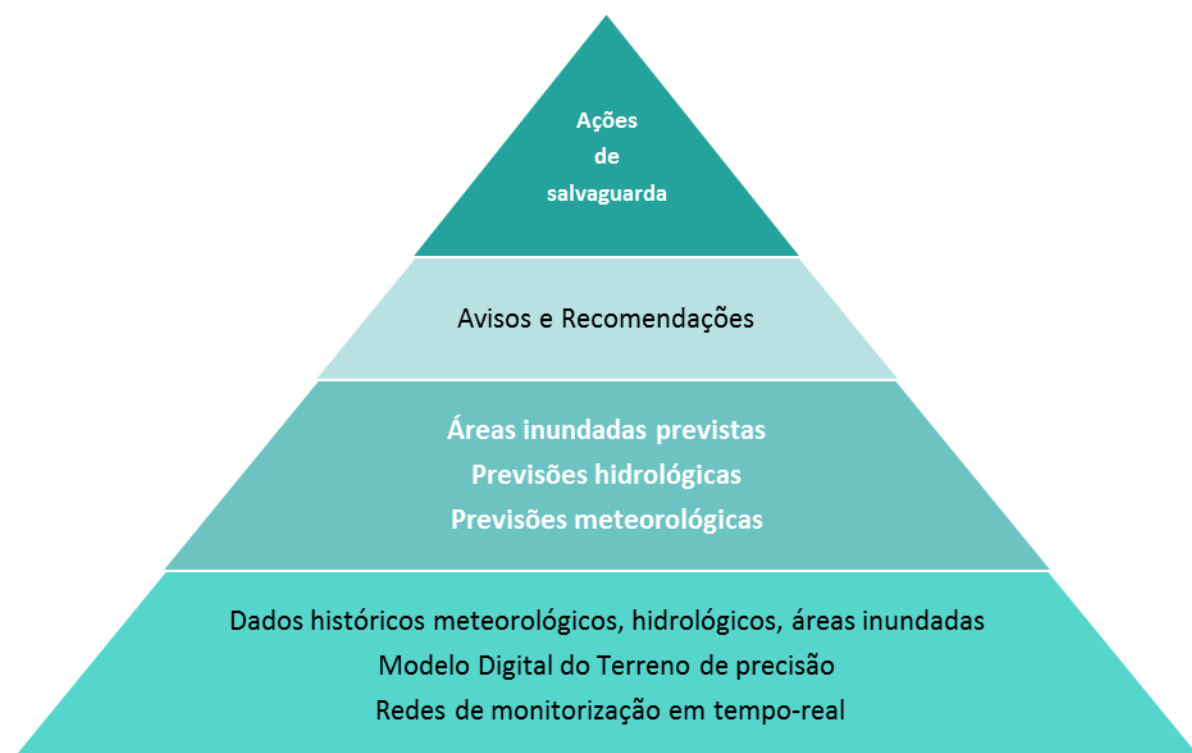 Ações
de
salvaguarda
Avisos e Recomendações
Áreas inundadas previstas
Previsões hidrológicas
Previsões meteorológicas
Dados históricos meteorológicos, hidrológicos, áreas inundadas
Modelo Digital do Terreno de precisão
Redes de monitorização em tempo-real